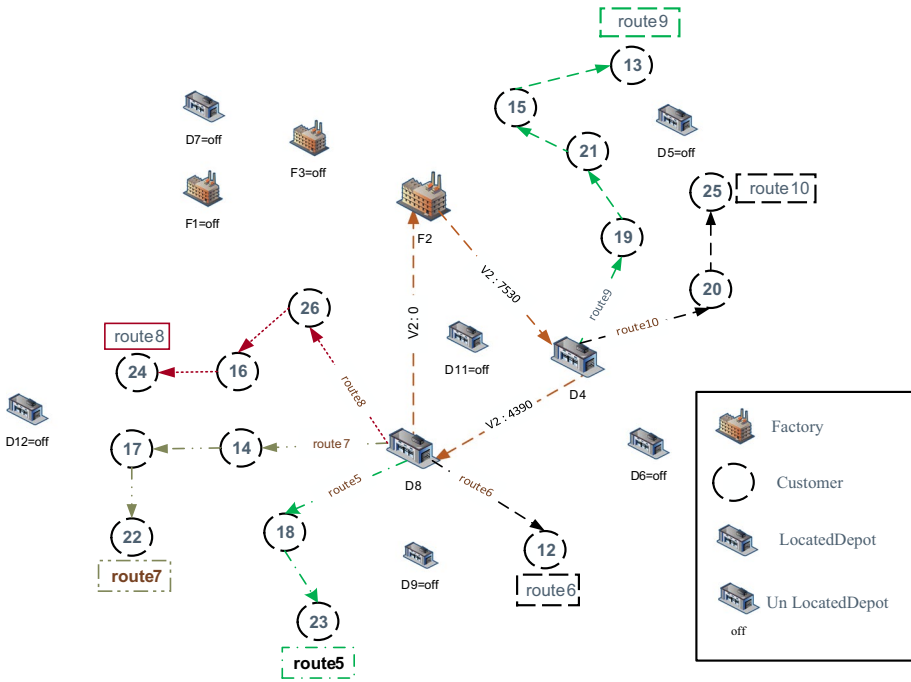 route9
13
15
D7=off
D5=off
21
F3=off
25
route10
F1=off
F2
19
V2:7530
20
route9
26
V2:0
route10
route8
16
24
D11=off
D4
route8
D12=off
V2:4390
17
14
route7
D8
D6=off
route5
route6
18
22
12
D9=off
route7
route6
23
route5
Factory
Customer
LocatedDepot
Un LocatedDepot
off